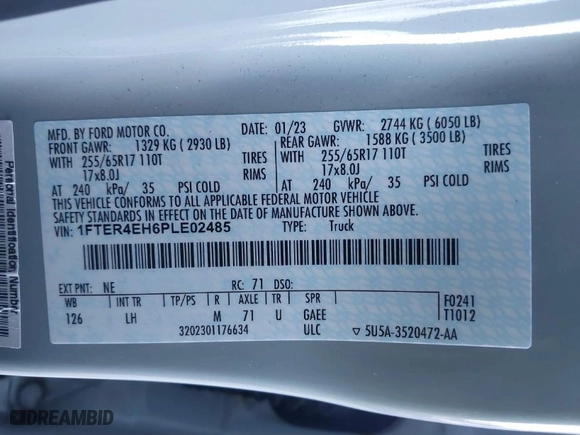 MFD. BY FORD MOTOR CO.
01/23
GVWR: 2744 KG ( 6050 LB)
FRONT GAWR: 1329 KG ( 2930 LB)
REAR GAWR: 1588 KG ( 3500 LB)
WITH 255/65R17 110T TIRES
WITH 255/65R17 110T TIRES
17x8.0J RIMS
17x8.0J RIMS
AT 240 kPa/ 35 PSI COLD
AT 240 kPa/ 35 PSI COLD
THIS VEHICLE CONFORMS TO ALL APPLICABLE FEDERAL MOTOR VEHICLE
SAFETY STANDARDS IN EFFECT ON THE DATE OF MANUFACTURE SHOWN ABOVE.
VIN: 1FTER4EH6PLE02485
TYPE: Truck
EXT PNT: NE RC: 71 DSO:
WB INT TR TP/PS R AXLE TR SPR
126 LH M 71 U GAEE
3202301176634 ULC
F0241
T1012
▽ 5U5A-3520472-AA
Personal Identification Number
DREAMBID